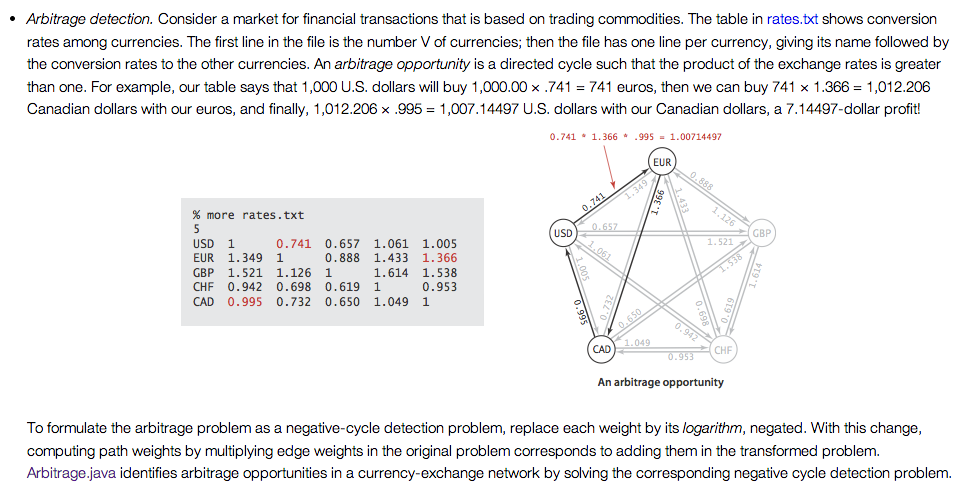 • Arbitrage detection. Consider a market for financial transactions that is based on trading commodities. The table in rates.txt shows conversion
rates among currencies. The first line in the file is the number V of currencies; then the file has one line per currency, giving its name followed by
the conversion rates to the other currencies. An arbitrage opportunity is a directed cycle such that the product of the exchange rates is greater
than one. For example, our table says that 1,000 U.S. dollars will buy 1,000.00 × .741 = 741 euros, then we can buy 741 × 1.366 = 1,012.206
Canadian dollars with our euros, and finally, 1,012.206 × .995 = 1,007.14497 U.S. dollars with our Canadian dollars, a 7.14497-dollar profit!
% more rates.txt
5
USD 1 0.741 0.657 1.061 1.005
EUR 1.349 1 0.888 1.433 1.366
GBP 1.521 1.126 1 1.614 1.538
CHF 0.942 0.698 0.619 1 0.953
CAD 0.995 0.732 0.650 1.049 1
0.741 * 1.366 * .995 = 1.00714497
EUR
0.888
1.349
0.741
1.366
1.433
1.126
USD
0.657
GBP
1.521
1.061
1.538
1.005
1.614
0.995
0.732
0.650
0.698
0.619
0.942
CAD
1.049
CHF
0.953
An arbitrage opportunity
To formulate the arbitrage problem as a negative-cycle detection problem, replace each weight by its logarithm, negated. With this change,
computing path weights by multiplying edge weights in the original problem corresponds to adding them in the transformed problem.
Arbitrage.java identifies arbitrage opportunities in a currency-exchange network by solving the corresponding negative cycle detection problem.